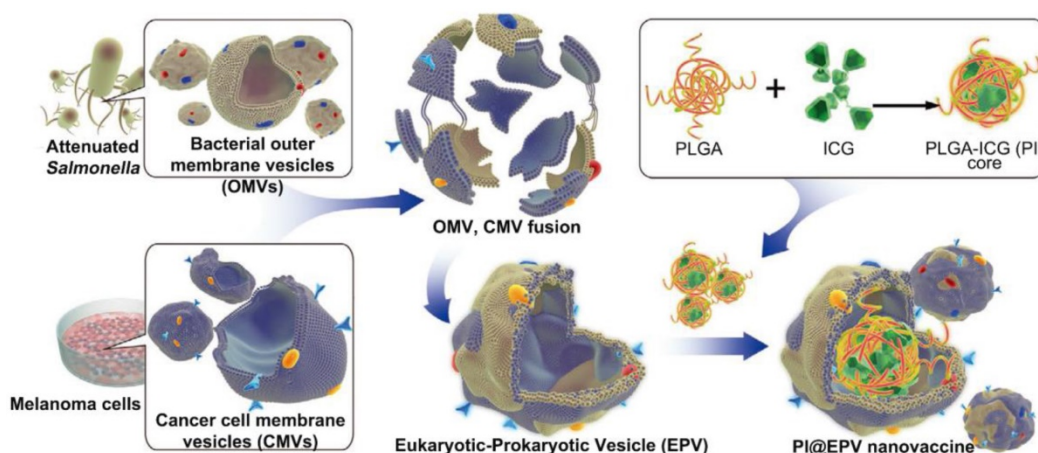 Attenuated
Salmonella
Bacterial outer
membrane vesicles
(OMVs)
OMV, CMV fusion
PLGA
+
ICG
PLGA-ICG (PI
core
Melanoma cells
Cancer cell membrane
vesicles (CMVs)
Eukaryotic-Prokaryotic Vesicle (EPV)
PI@EPV nanovaccine